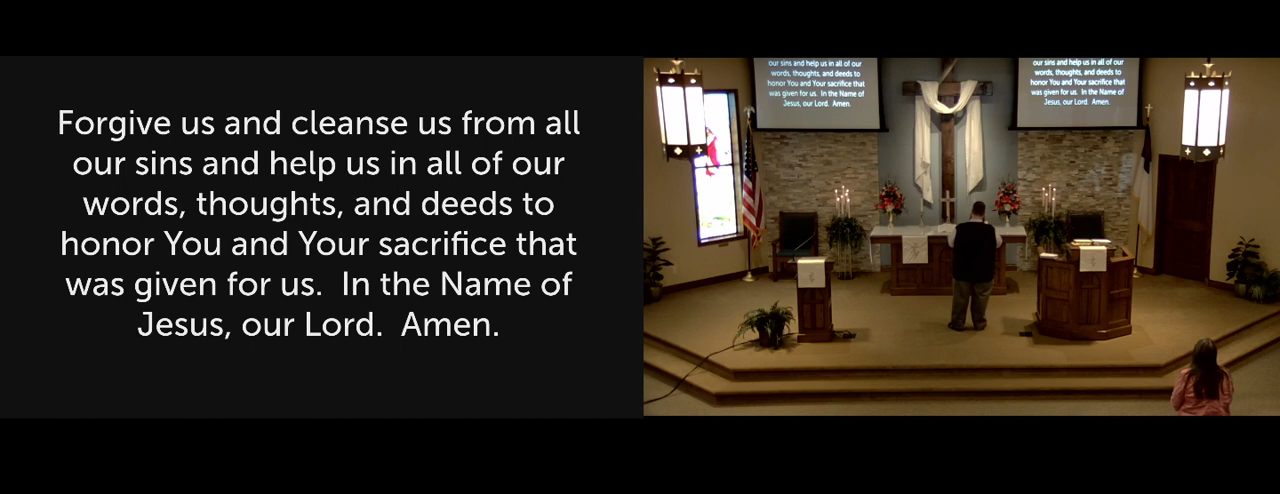 Forgive us and cleanse us from all
our sins and help us in all of our
words, thoughts, and deeds to
honor You and Your sacrifice that
was given for us.  In the Name of
Jesus, our Lord.  Amen.
our sins and help us in all of our
words, thoughts, and deeds to
honor You and Your sacrifice that
was given for us.  In the Name of
Jesus, our Lord.  Amen.
our sins and help us in all of our
words, thoughts, and deeds to
honor You and Your sacrifice that
was given for us.  In the Name of
Jesus, our Lord.  Amen.